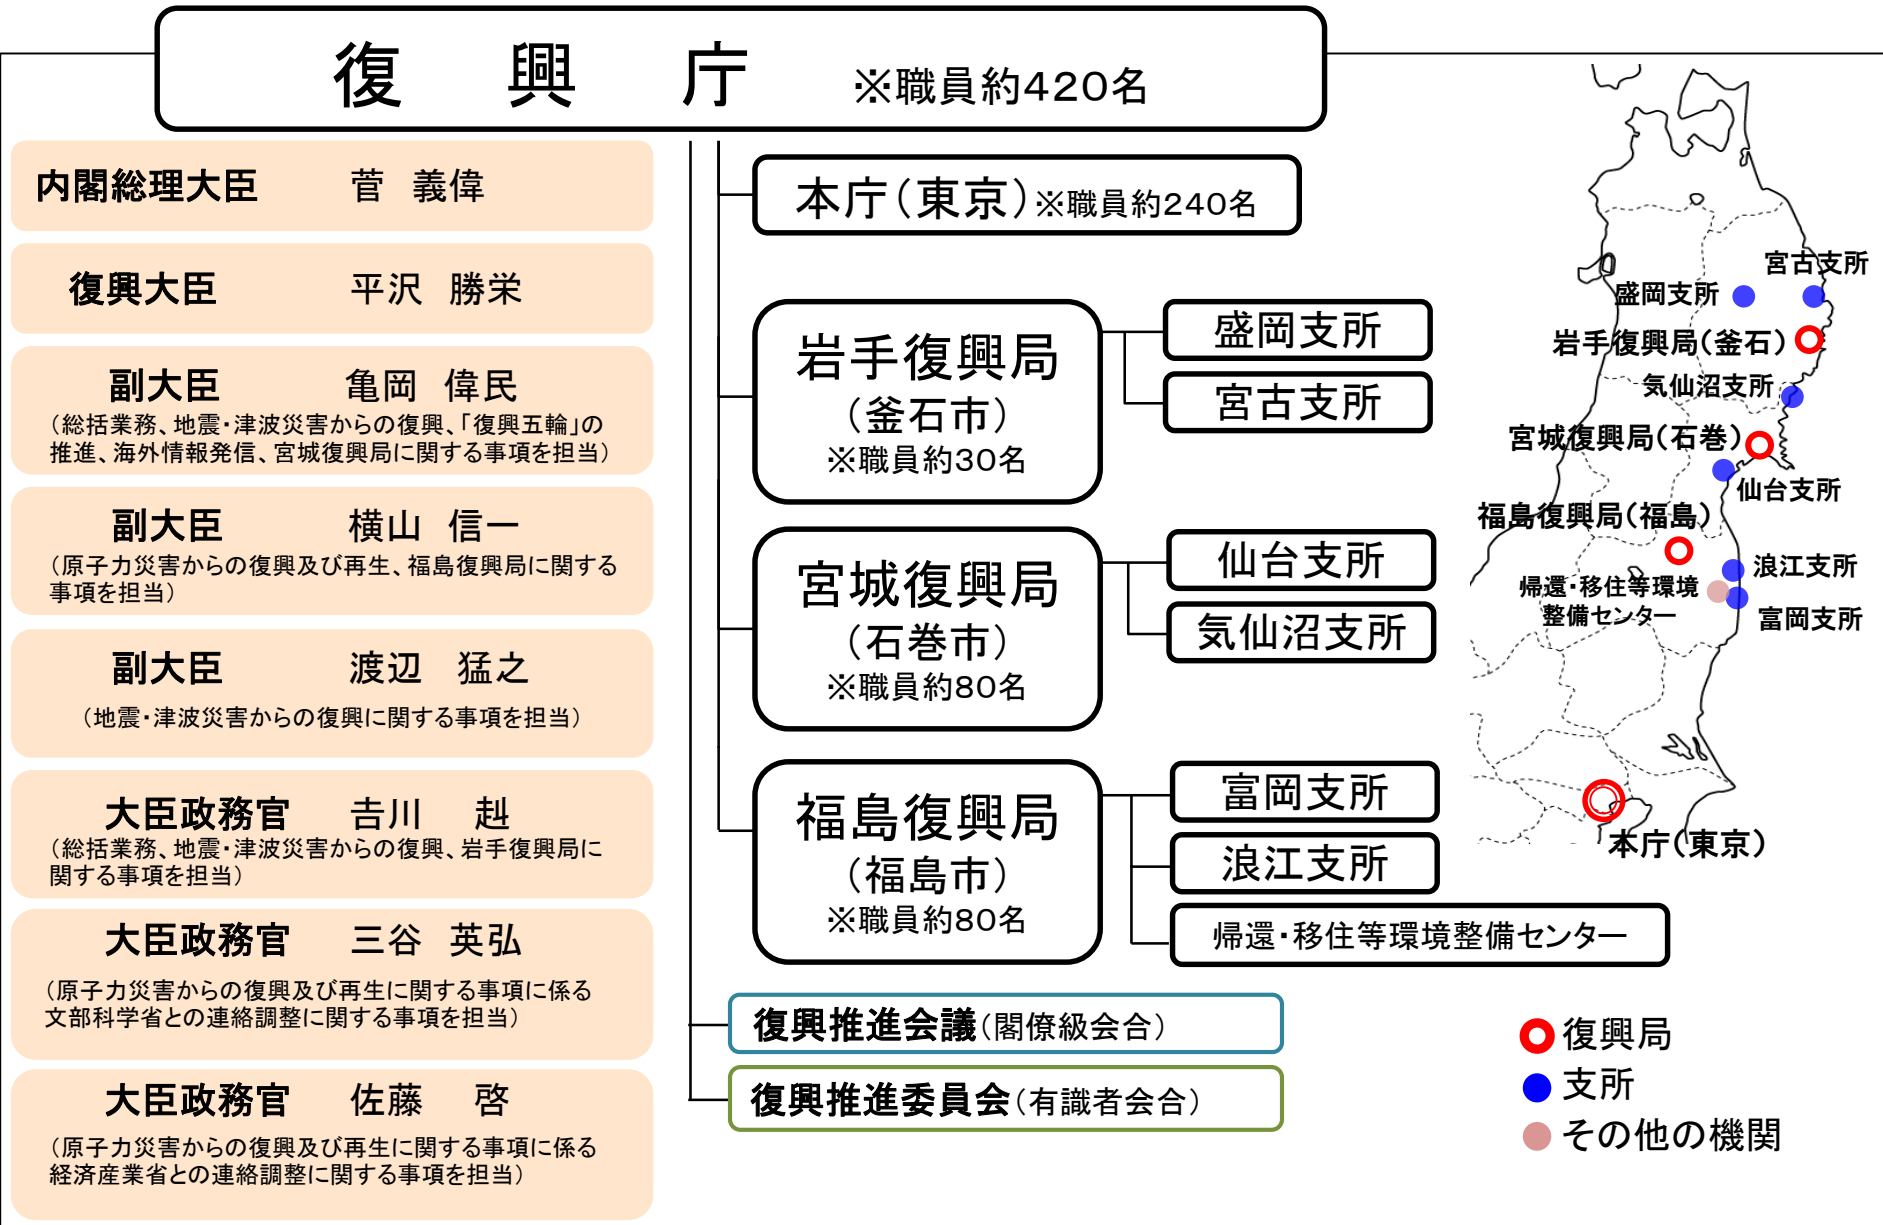 復興庁 ※職員約420名
内閣総理大臣 菅 義偉
復興大臣 平沢 勝栄
副大臣 亀岡 偉民
（総括業務、地震・津波災害からの復興、「復興五輪」の
推進、海外情報発信、宮城復興局に関する事項を担当）
副大臣 横山 信一
（原子力災害からの復興及び再生、福島復興局に関する
事項を担当）
副大臣 渡辺 猛之
（地震・津波災害からの復興に関する事項を担当）
大臣政務官 𠮷川 赳
（総括業務、地震・津波災害からの復興、岩手復興局に
関する事項を担当）
大臣政務官 三谷 英弘
（原子力災害からの復興及び再生に関する事項に係る
文部科学省との連絡調整に関する事項を担当）
大臣政務官 佐藤 啓
（原子力災害からの復興及び再生に関する事項に係る
経済産業省との連絡調整に関する事項を担当）
本庁（東京）※職員約240名
岩手復興局
（釜石市）
※職員約30名
盛岡支所
宮古支所
宮城復興局
（石巻市）
※職員約80名
仙台支所
気仙沼支所
福島復興局
（福島市）
※職員約80名
富岡支所
浪江支所
帰還・移住等環境整備センター
復興推進会議（閣僚級会合）
復興推進委員会（有識者会合）
宮古支所
盛岡支所
岩手復興局（釜石）
気仙沼支所
宮城復興局（石巻）
仙台支所
福島復興局（福島）
浪江支所
帰還・移住等環境
整備センター
富岡支所
本庁（東京）
復興局
支所
その他の機関